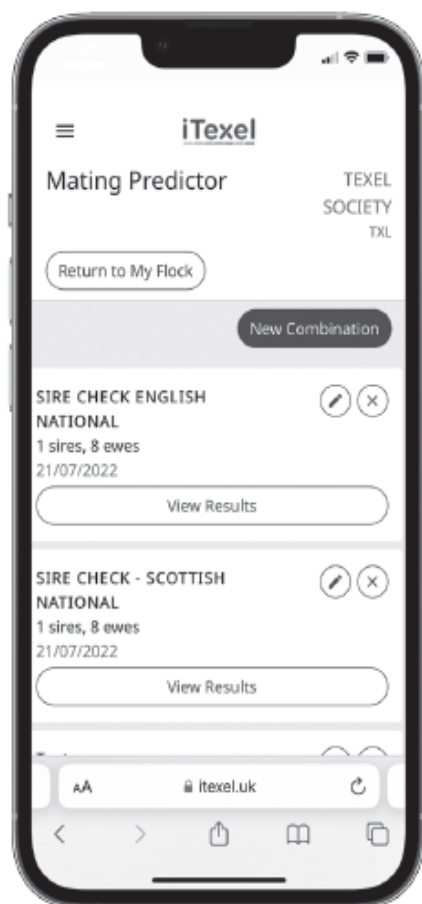 iTexel
Mating Predictor
TEXEL
SOCIETY
TXL
Return to My Flock
New Combination
SIRE CHECK ENGLISH
NATIONAL
1 sires, 8 ewes
21/07/2022
View Results
SIRE CHECK - SCOTTISH
NATIONAL
1 sires, 8 ewes
21/07/2022
View Results
AA
itexel.uk